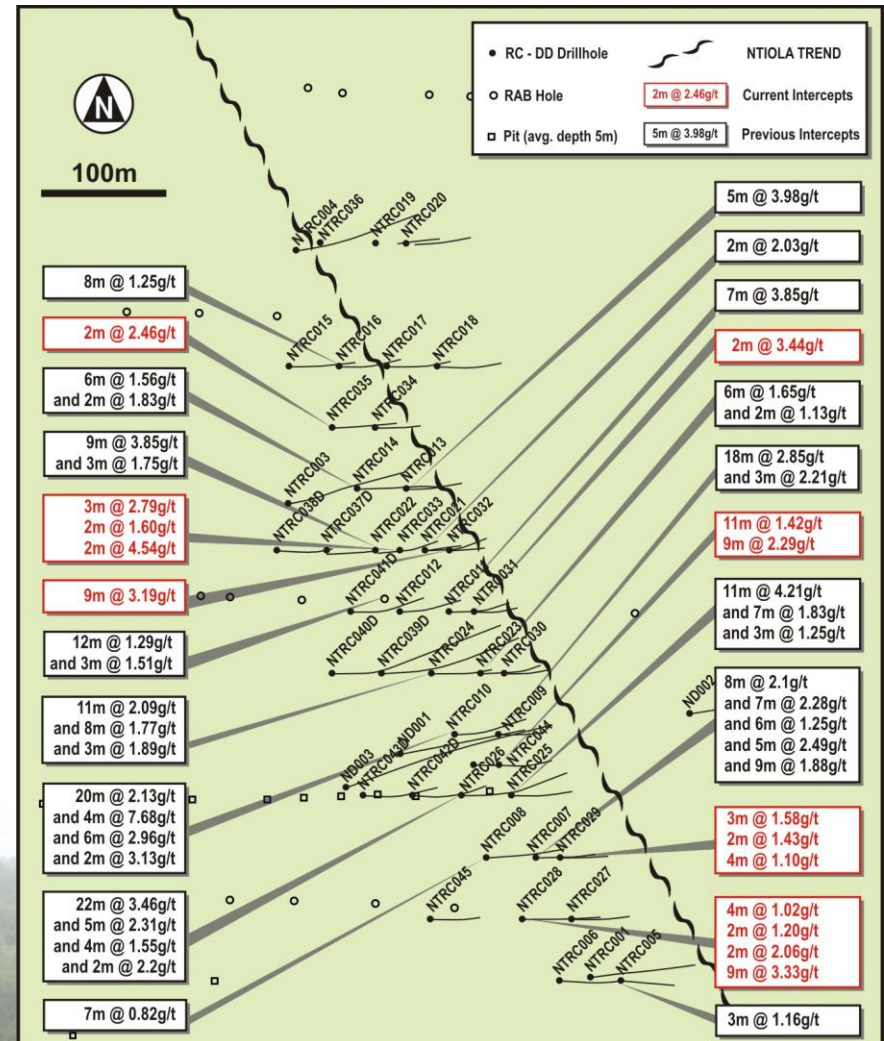 RC - DD Drillhole
NTIOLA TREND
RAB Hole
2m @ 2.46g/t
Current Intercepts
Pit (avg. depth 5m)
5m @ 3.98g/t
Previous Intercepts
N
100m
NTRC004
NTRC036
NTRC019
NTRC020
NTRC015
NTRC016
NTRC017
NTRC018
NTRC035
NTRC034
NTRC003
NTRC014
NTRC013
NTRC038D
NTRC037D
NTRC022
NTRC033
NTRC021
NTRC032
NTRC041D
NTRC012
NTRC031
NTRC040D
NTRC039D
NTRC024
NTRC023
NTRC030
ND002
NTRC010
NTRC009
ND001
NTRC044
ND003
NTRC043D
NTRC042D
NTRC026
NTRC025
NTRC008
NTRC007
NTRC029
NTRC045
NTRC028
NTRC027
NTRC006
NTRC001
NTRC005
8m @ 1.25g/t
2m @ 2.46g/t
6m @ 1.56g/t
and 2m @ 1.83g/t
9m @ 3.85g/t
and 3m @ 1.75g/t
3m @ 2.79g/t
2m @ 1.60g/t
2m @ 4.54g/t
9m @ 3.19g/t
12m @ 1.29g/t
and 3m @ 1.51g/t
11m @ 2.09g/t
and 8m @ 1.77g/t
and 3m @ 1.89g/t
20m @ 2.13g/t
and 4m @ 7.68g/t
and 6m @ 2.96g/t
and 2m @ 3.13g/t
22m @ 3.46g/t
and 5m @ 2.31g/t
and 4m @ 1.55g/t
and 2m @ 2.2g/t
7m @ 0.82g/t
5m @ 3.98g/t
2m @ 2.03g/t
7m @ 3.85g/t
2m @ 3.44g/t
6m @ 1.65g/t
and 2m @ 1.13g/t
18m @ 2.85g/t
and 3m @ 2.21g/t
11m @ 1.42g/t
9m @ 2.29g/t
11m @ 4.21g/t
and 7m @ 1.83g/t
and 3m @ 1.25g/t
8m @ 2.1g/t
and 7m @ 2.28g/t
and 6m @ 1.25g/t
and 5m @ 2.49g/t
and 9m @ 1.88g/t
3m @ 1.58g/t
2m @ 1.43g/t
4m @ 1.10g/t
4m @ 1.02g/t
2m @ 1.20g/t
2m @ 2.06g/t
9m @ 3.33g/t
3m @ 1.16g/t